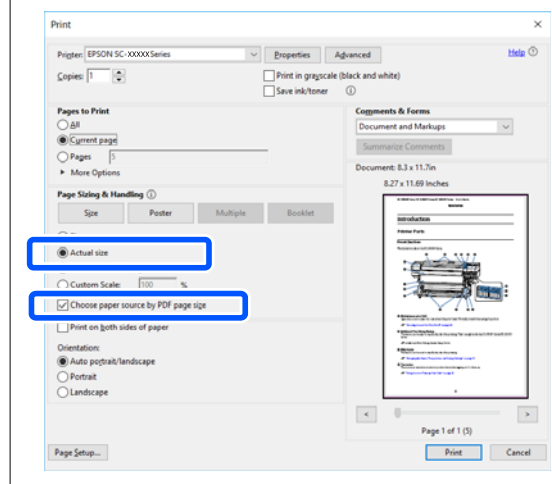 Print
Printer: EPSON SC-XXXXX Series
Properties
Advanced
Help
Copies: 1
Print in grayscale (black and white)
Save ink/toner
Pages to Print
All
Current page
Pages 5
More Options
Comments & Forms
Document and Markups
Summarize Comments
Page Sizing & Handling
Size
Poster
Multiple
Booklet
Actual size
Custom Scale: 100 %
Choose paper source by PDF page size
Print on both sides of paper
Orientation:
Auto portrait/landscape
Portrait
Landscape
Document: 8.3 x 11.7in
8.27 x 11.69 Inches
Introduction
Printer Parts
<
>
Page 1 of 1 (5)
Page Setup...
Print
Cancel